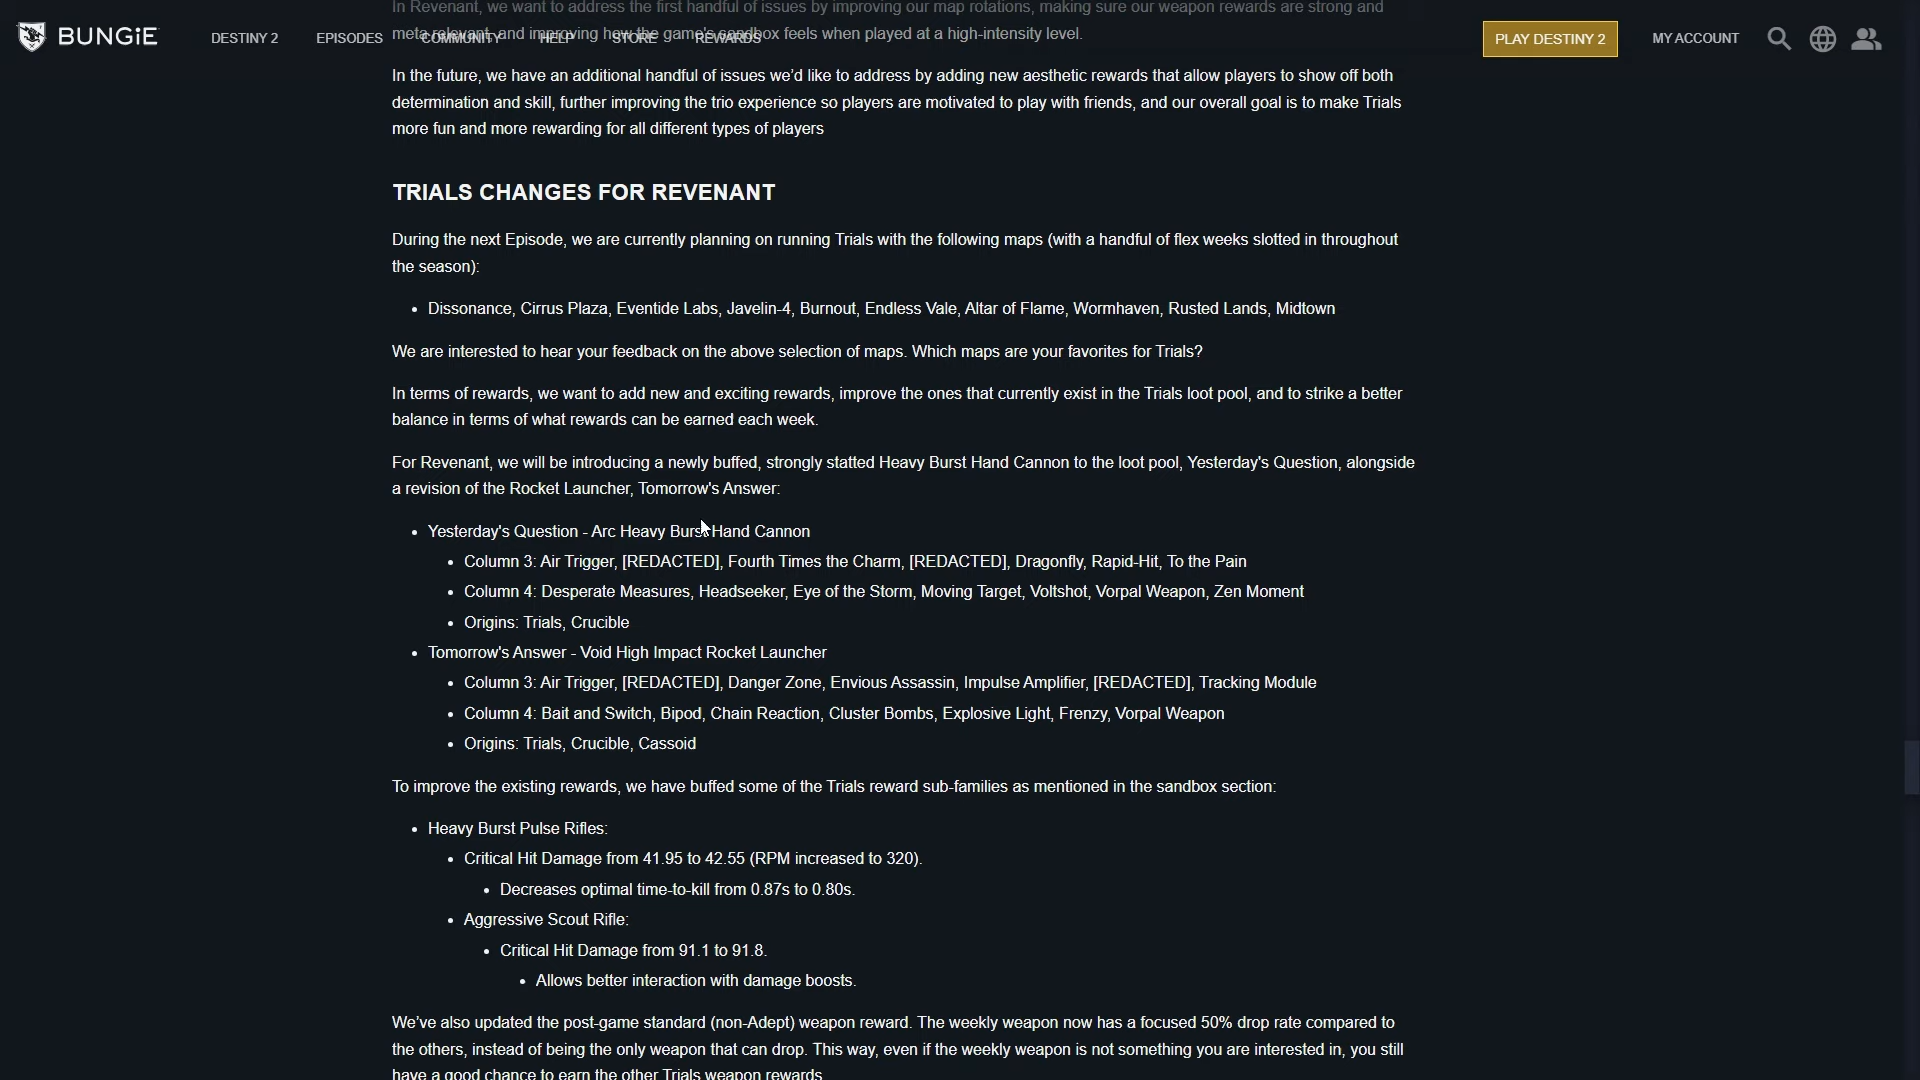 In Revenant, we want to address the first handful of issues by improving our map rotations, making sure our weapon rewards are strong and
BUNGiE
DESTINY 2
EPISODES
COMMUNITY
HELP
STORE
REWARDS
meta relevant, and improving how the game's sandbox feels when played at a high-intensity level.
PLAY DESTINY 2
MY ACCOUNT
In the future, we have an additional handful of issues we'd like to address by adding new aesthetic rewards that allow players to show off both
determination and skill, further improving the trio experience so players are motivated to play with friends, and our overall goal is to make Trials
more fun and more rewarding for all different types of players
TRIALS CHANGES FOR REVENANT
During the next Episode, we are currently planning on running Trials with the following maps (with a handful of flex weeks slotted in throughout
the season):
• Dissonance, Cirrus Plaza, Eventide Labs, Javelin-4, Burnout, Endless Vale, Altar of Flame, Wormhaven, Rusted Lands, Midtown
We are interested to hear your feedback on the above selection of maps. Which maps are your favorites for Trials?
In terms of rewards, we want to add new and exciting rewards, improve the ones that currently exist in the Trials loot pool, and to strike a better
balance in terms of what rewards can be earned each week.
For Revenant, we will be introducing a newly buffed, strongly statted Heavy Burst Hand Cannon to the loot pool, Yesterday's Question, alongside
a revision of the Rocket Launcher, Tomorrow's Answer:
• Yesterday's Question - Arc Heavy Burst Hand Cannon
• Column 3: Air Trigger, [REDACTED], Fourth Times the Charm, [REDACTED], Dragonfly, Rapid-Hit, To the Pain
• Column 4: Desperate Measures, Headseeker, Eye of the Storm, Moving Target, Voltshot, Vorpal Weapon, Zen Moment
• Origins: Trials, Crucible
• Tomorrow's Answer - Void High Impact Rocket Launcher
• Column 3: Air Trigger, [REDACTED], Danger Zone, Envious Assassin, Impulse Amplifier, [REDACTED], Tracking Module
• Column 4: Bait and Switch, Bipod, Chain Reaction, Cluster Bombs, Explosive Light, Frenzy, Vorpal Weapon
• Origins: Trials, Crucible, Cassoid
To improve the existing rewards, we have buffed some of the Trials reward sub-families as mentioned in the sandbox section:
• Heavy Burst Pulse Rifles:
• Critical Hit Damage from 41.95 to 42.55 (RPM increased to 320).
• Decreases optimal time-to-kill from 0.87s to 0.80s.
• Aggressive Scout Rifle:
• Critical Hit Damage from 91.1 to 91.8.
• Allows better interaction with damage boosts.
We've also updated the post-game standard (non-Adept) weapon reward. The weekly weapon now has a focused 50% drop rate compared to
the others, instead of being the only weapon that can drop. This way, even if the weekly weapon is not something you are interested in, you still
have a good chance to earn the other Trials weapon rewards.